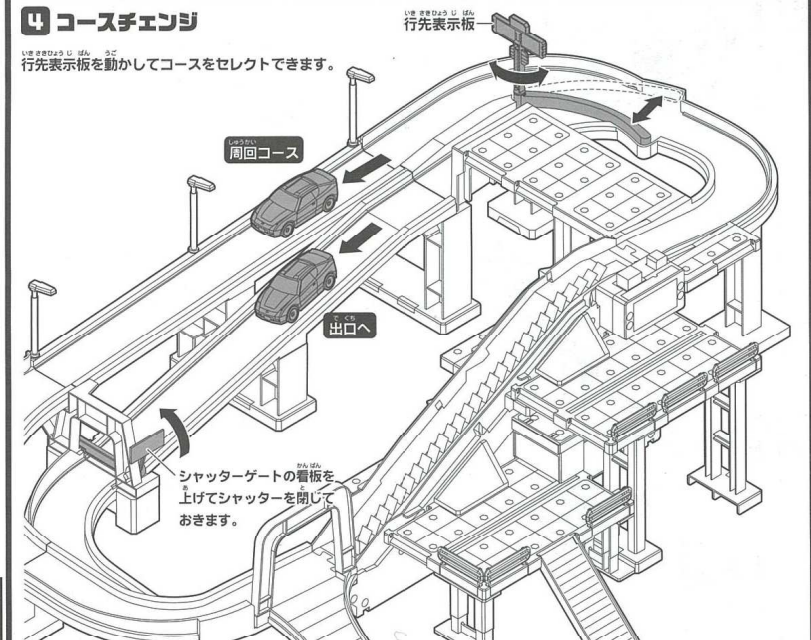 4 コースチェンジ
行先表示板を動かしてコースをセレクトできます。
行先表示板
周回コース
出口へ
シャッターゲートの看板を
上げてシャッターを閉じて
おきます。